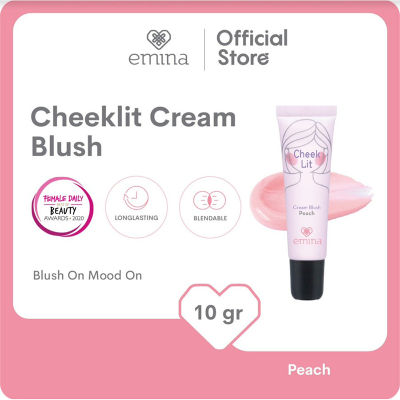 emina
Official
Store
Cheeklit Cream
Blush
FEMALE DAILY
BEAUTY
AWARDS • 2020
LONGLASTING
BLENDABLE
Blush On Mood On
Cheek
Lit
Cream Blush
Peach
emina
10 gr
Peach